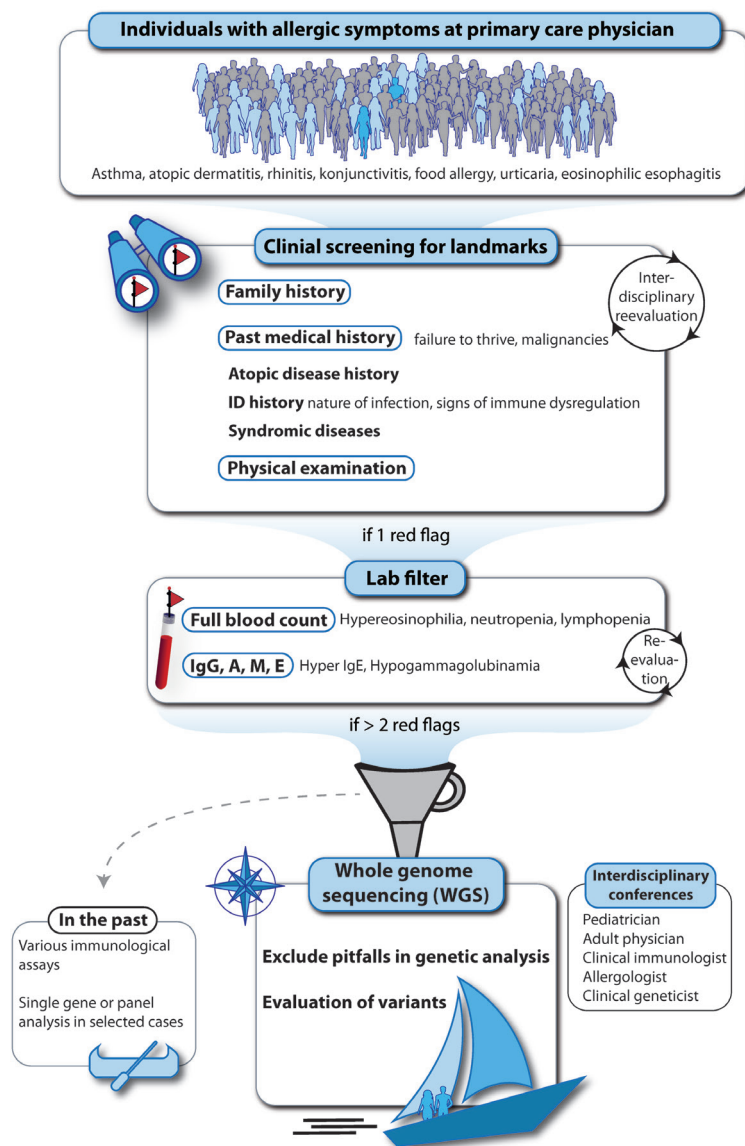 Individuals with allergic symptoms at primary care physician
Asthma, atopic dermatitis, rhinitis, konjunctivitis, food allergy, urticaria, eosinophilic esophagitis
Clinial screening for landmarks
Family history
Inter-
disciplinary
reevaluation
Past medical history failure to thrive, malignancies
Atopic disease history
ID history nature of infection, signs of immune dysregulation
Syndromic diseases
Physical examination
if 1 red flag
Lab filter
Full blood count Hypereosinophilia, neutropenia, lymphopenia
IgG, A, M, E Hyper IgE, Hypogammagolubinamia
Re-
evalua-
tion
if > 2 red flags
Whole genome
sequencing (WGS)
Exclude pitfalls in genetic analysis
Evaluation of variants
Interdisciplinary
conferences
Pediatrician
Adult physician
Clinical immunologist
Allergologist
Clinical geneticist
In the past
Various immunological
assays
Single gene or panel
analysis in selected cases